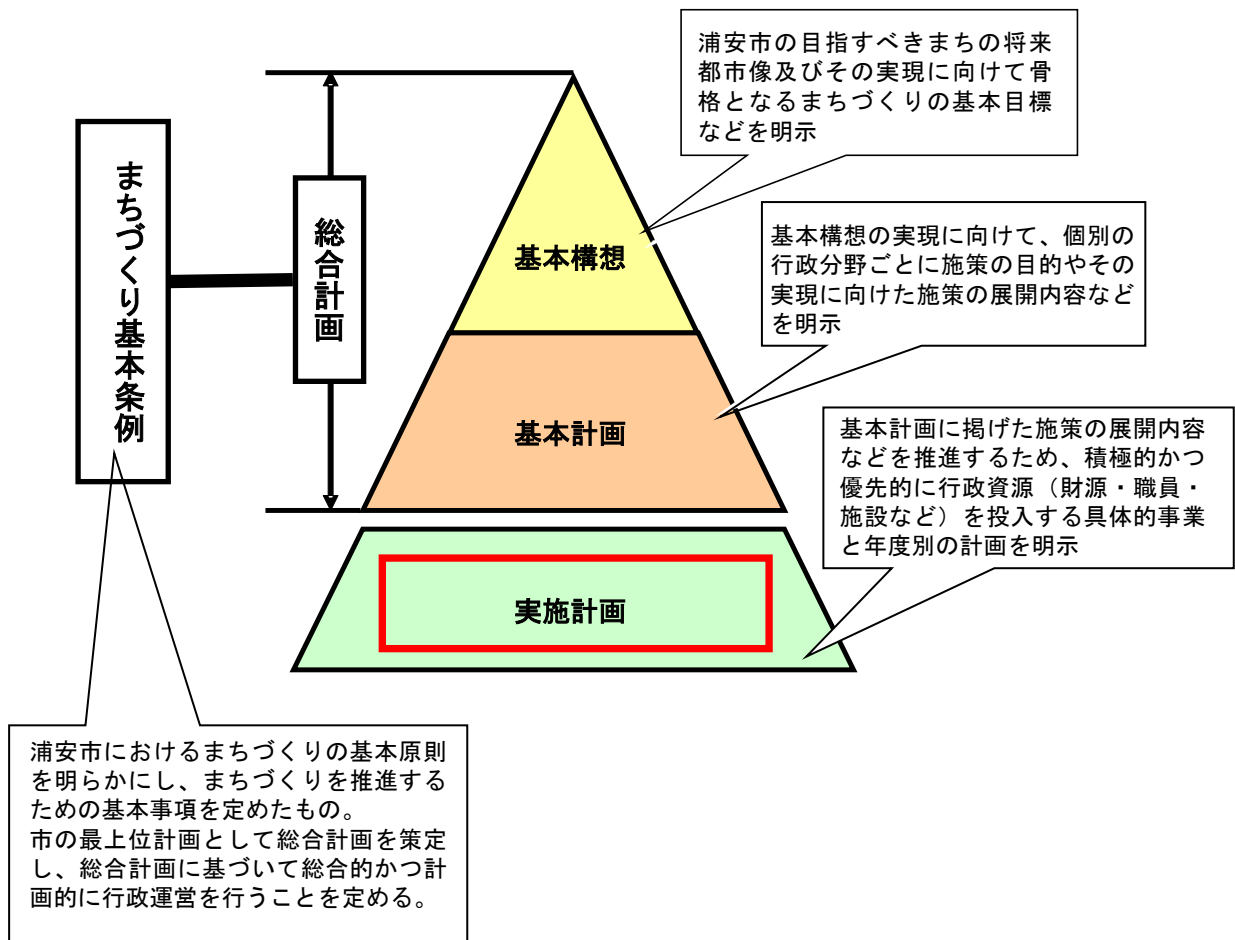 浦安市の目指すべきまちの将来
都市像及びその実現に向けて骨
格となるまちづくりの基本目標
などを明示
まちづくり基本条例
総合計画
基本構想
基本構想の実現に向けて、個別の
行政分野ごとに施策の目的やその
実現に向けた施策の展開内容など
を明示
基本計画
基本計画に掲げた施策の展開内容
などを推進するため、積極的かつ
優先的に行政資源（財源・職員・
施設など）を投入する具体的事業
と年度別の計画を明示
実施計画
浦安市におけるまちづくりの基本原則
を明らかにし、まちづくりを推進する
ための基本事項を定めたもの。
市の最上位計画として総合計画を策定
し、総合計画に基づいて総合的かつ計
画的に行政運営を行うことを定める。